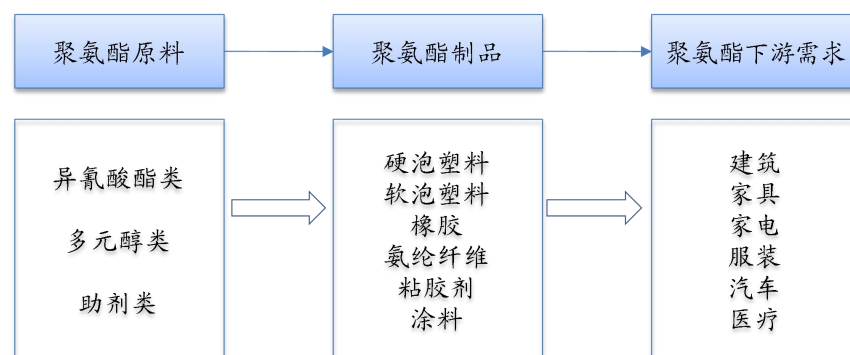 聚氨酯原料
聚氨酯制品
聚氨酯下游需求
异氰酸酯类
多元醇类
助剂类
硬泡塑料
软泡塑料
橡胶
氨纶纤维
粘胶剂
涂料
建筑
家具
家电
服装
汽车
医疗